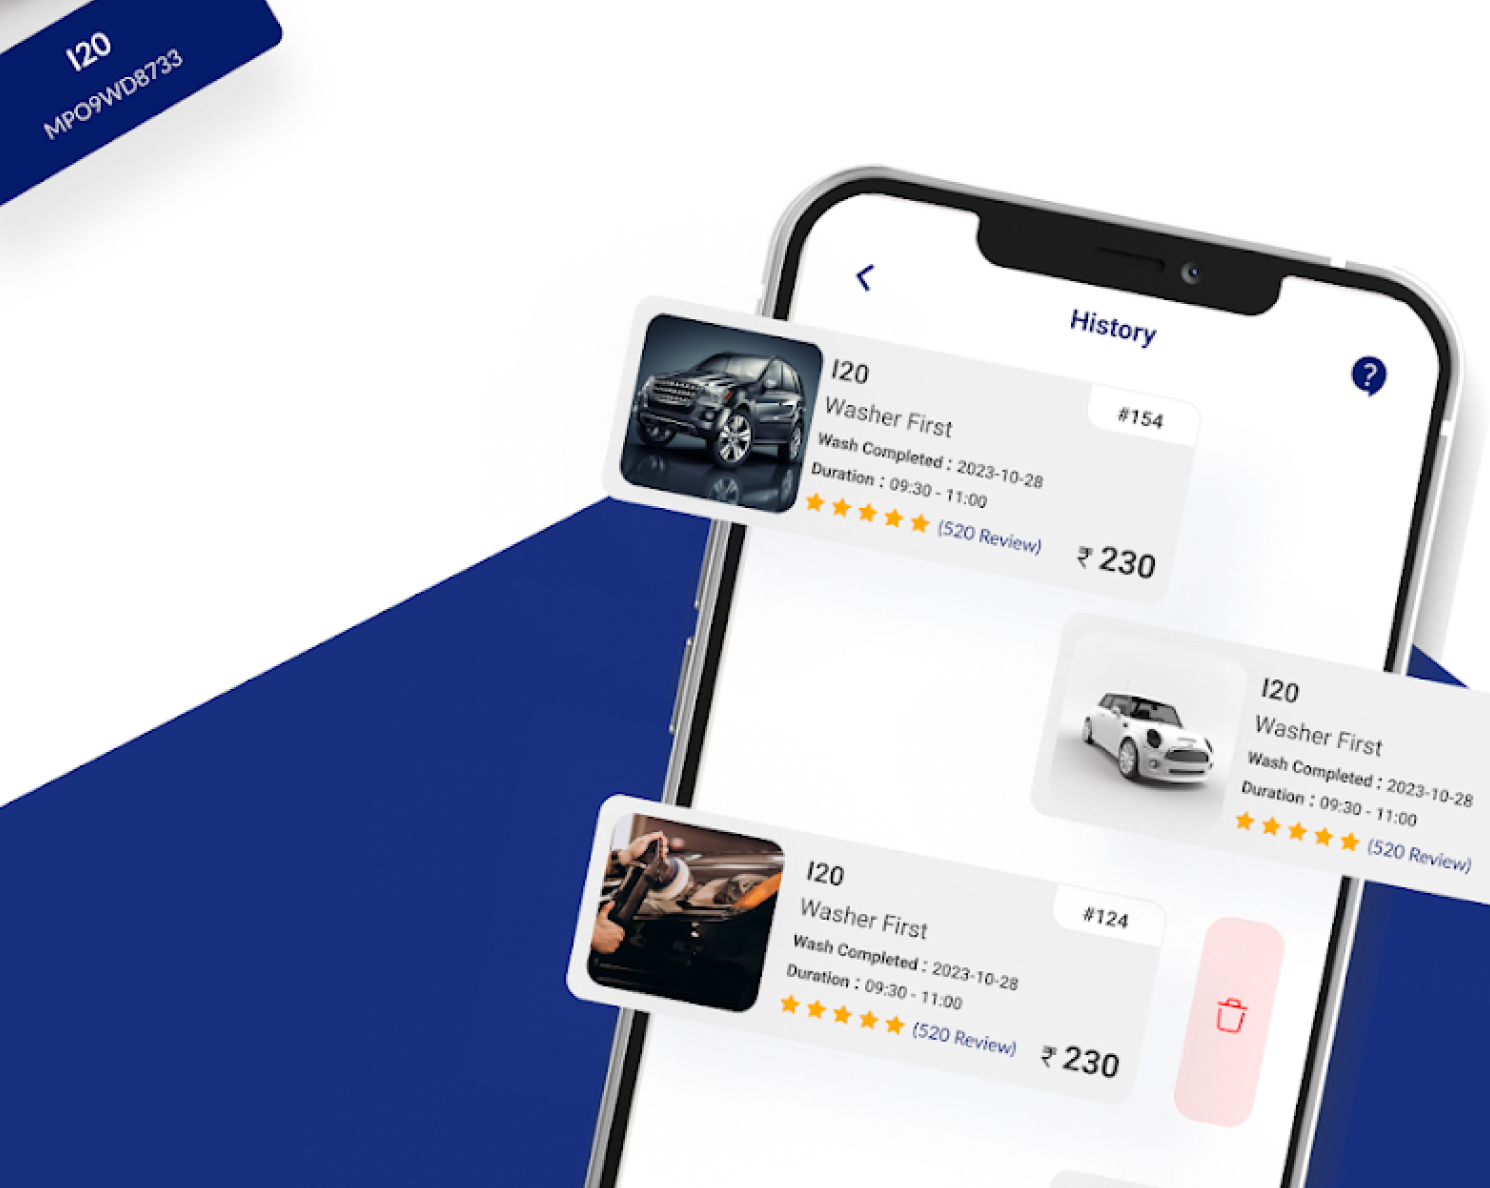 I20
MPO9WD8733
History
?
I20
#154
Washer First
Wash Completed : 2023-10-28
Duration : 09:30 - 11:00
(520 Review)
₹ 230
I20
Washer First
Wash Completed : 2023-10-28
Duration : 09:30 - 11:00
(520 Review)
I20
#124
Washer First
Wash Completed : 2023-10-28
Duration : 09:30 - 11:00
(520 Review)
₹ 230